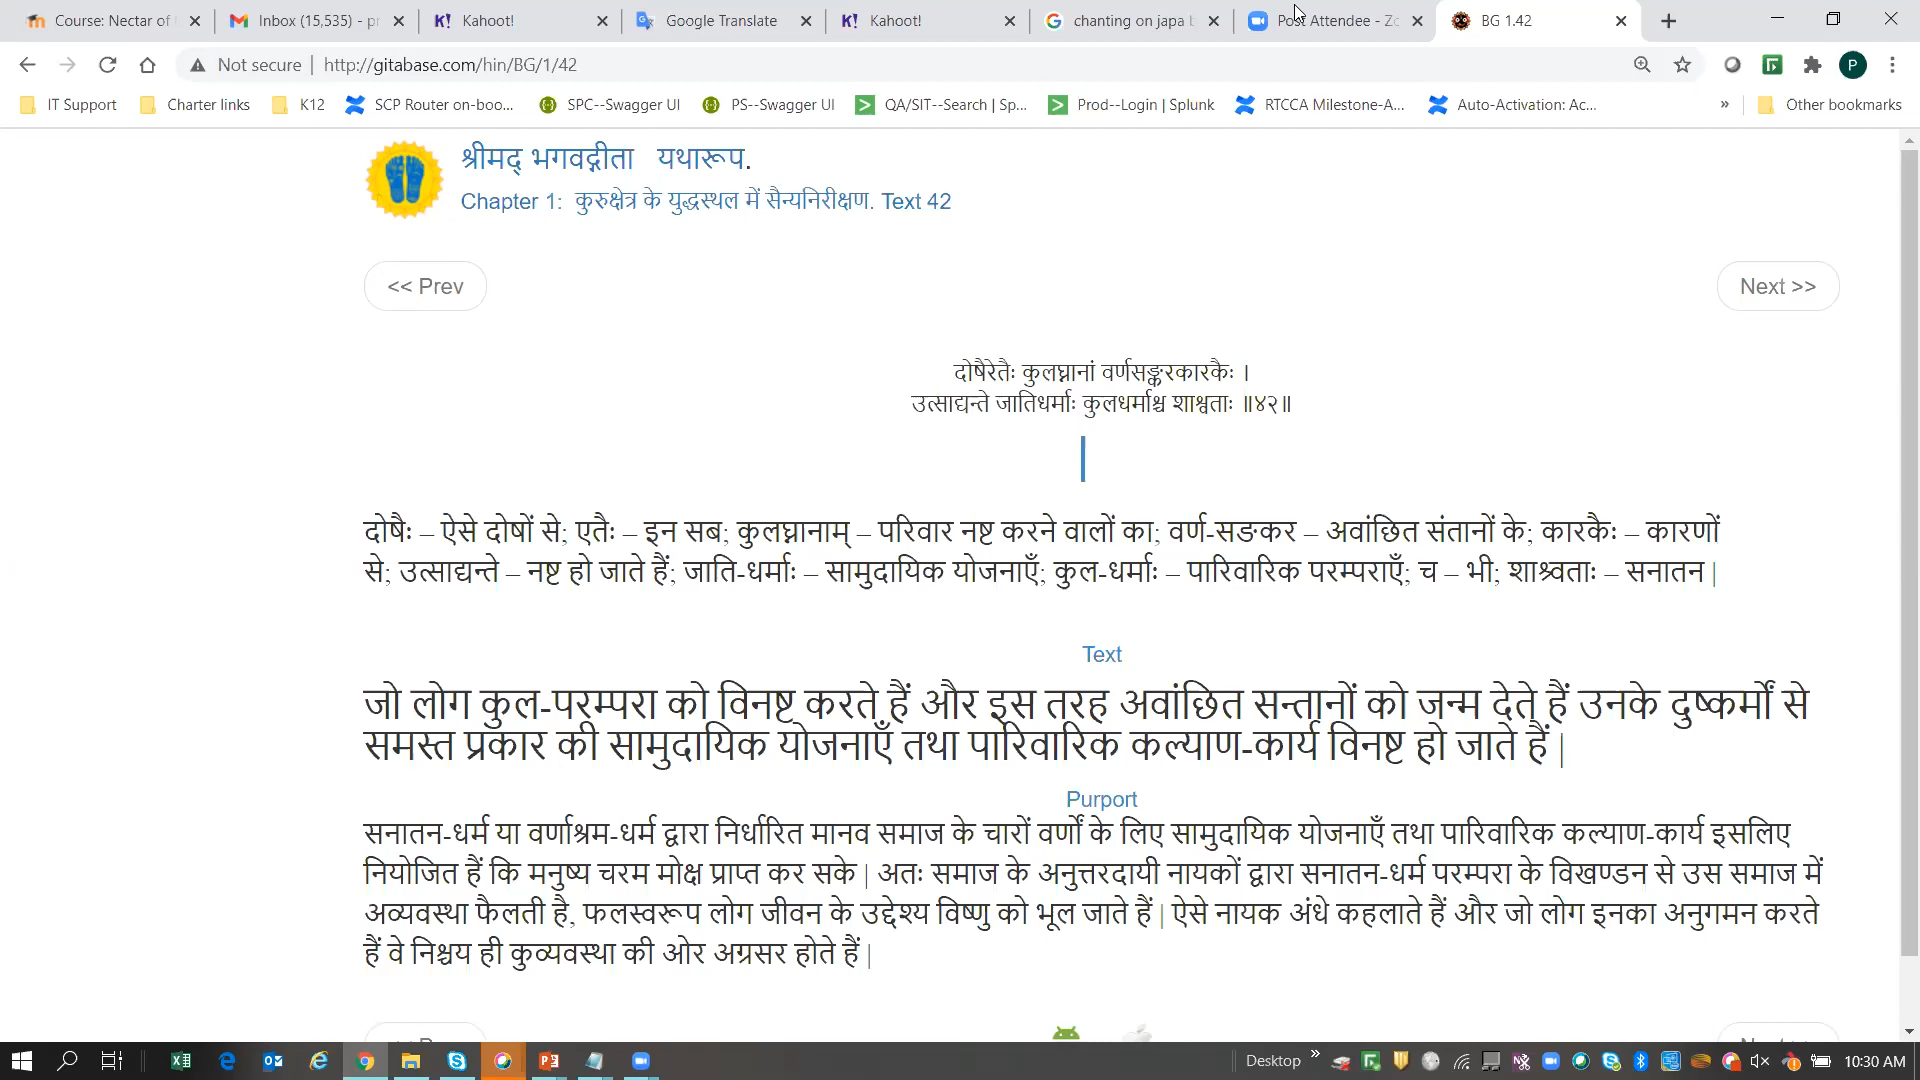 Course: Nectar of
Inbox (15,535) - pr
Kahoot!
Google Translate
Kahoot!
chanting on japa b
Post Attendee - Zo
BG 1.42
Not secure | http://gitabase.com/hin/BG/1/42
IT Support
Charter links
K12
SCP Router on-boo...
SPC--Swagger UI
PS--Swagger UI
QA/SIT--Search | Sp...
Prod--Login | Splunk
RTCCA Milestone-A...
Auto-Activation: Ac...
»
Other bookmarks
श्रीमद् भगवद्गीता यथारूप.
Chapter 1: कुरुक्षेत्र के युद्धस्थल में सैन्यनिरीक्षण. Text 42
<< Prev
Next >>
दोषैरेतैः कुलघ्नानां वर्णसङ्करकारकैः ।
उत्साद्यन्ते जातिधर्माः कुलधर्माश्च शाश्वताः ॥४२॥
दोषैः – ऐसे दोषों से; एतैः – इन सब; कुलघ्नानाम् – परिवार नष्ट करने वालों का; वर्ण-सङकर – अवांछित संतानों के; कारकैः – कारणों
से; उत्साद्यन्ते – नष्ट हो जाते हैं; जाति-धर्माः – सामुदायिक योजनाएँ; कुल-धर्माः – पारिवारिक परम्पराएँ; च – भी; शाश्र्वताः – सनातन |
Text
जो लोग कुल-परम्परा को विनष्ट करते हैं और इस तरह अवांछित सन्तानों को जन्म देते हैं उनके दुष्कर्मों से
समस्त प्रकार की सामुदायिक योजनाएँ तथा पारिवारिक कल्याण-कार्य विनष्ट हो जाते हैं |
Purport
सनातन-धर्म या वर्णाश्रम-धर्म द्वारा निर्धारित मानव समाज के चारों वर्णों के लिए सामुदायिक योजनाएँ तथा पारिवारिक कल्याण-कार्य इसलिए
नियोजित हैं कि मनुष्य चरम मोक्ष प्राप्त कर सके | अतः समाज के अनुत्तरदायी नायकों द्वारा सनातन-धर्म परम्परा के विखण्डन से उस समाज में
अव्यवस्था फैलती है, फलस्वरूप लोग जीवन के उद्देश्य विष्णु को भूल जाते हैं | ऐसे नायक अंधे कहलाते हैं और जो लोग इनका अनुगमन करते
हैं वे निश्चय ही कुव्यवस्था की ओर अग्रसर होते हैं |
Desktop
10:30 AM